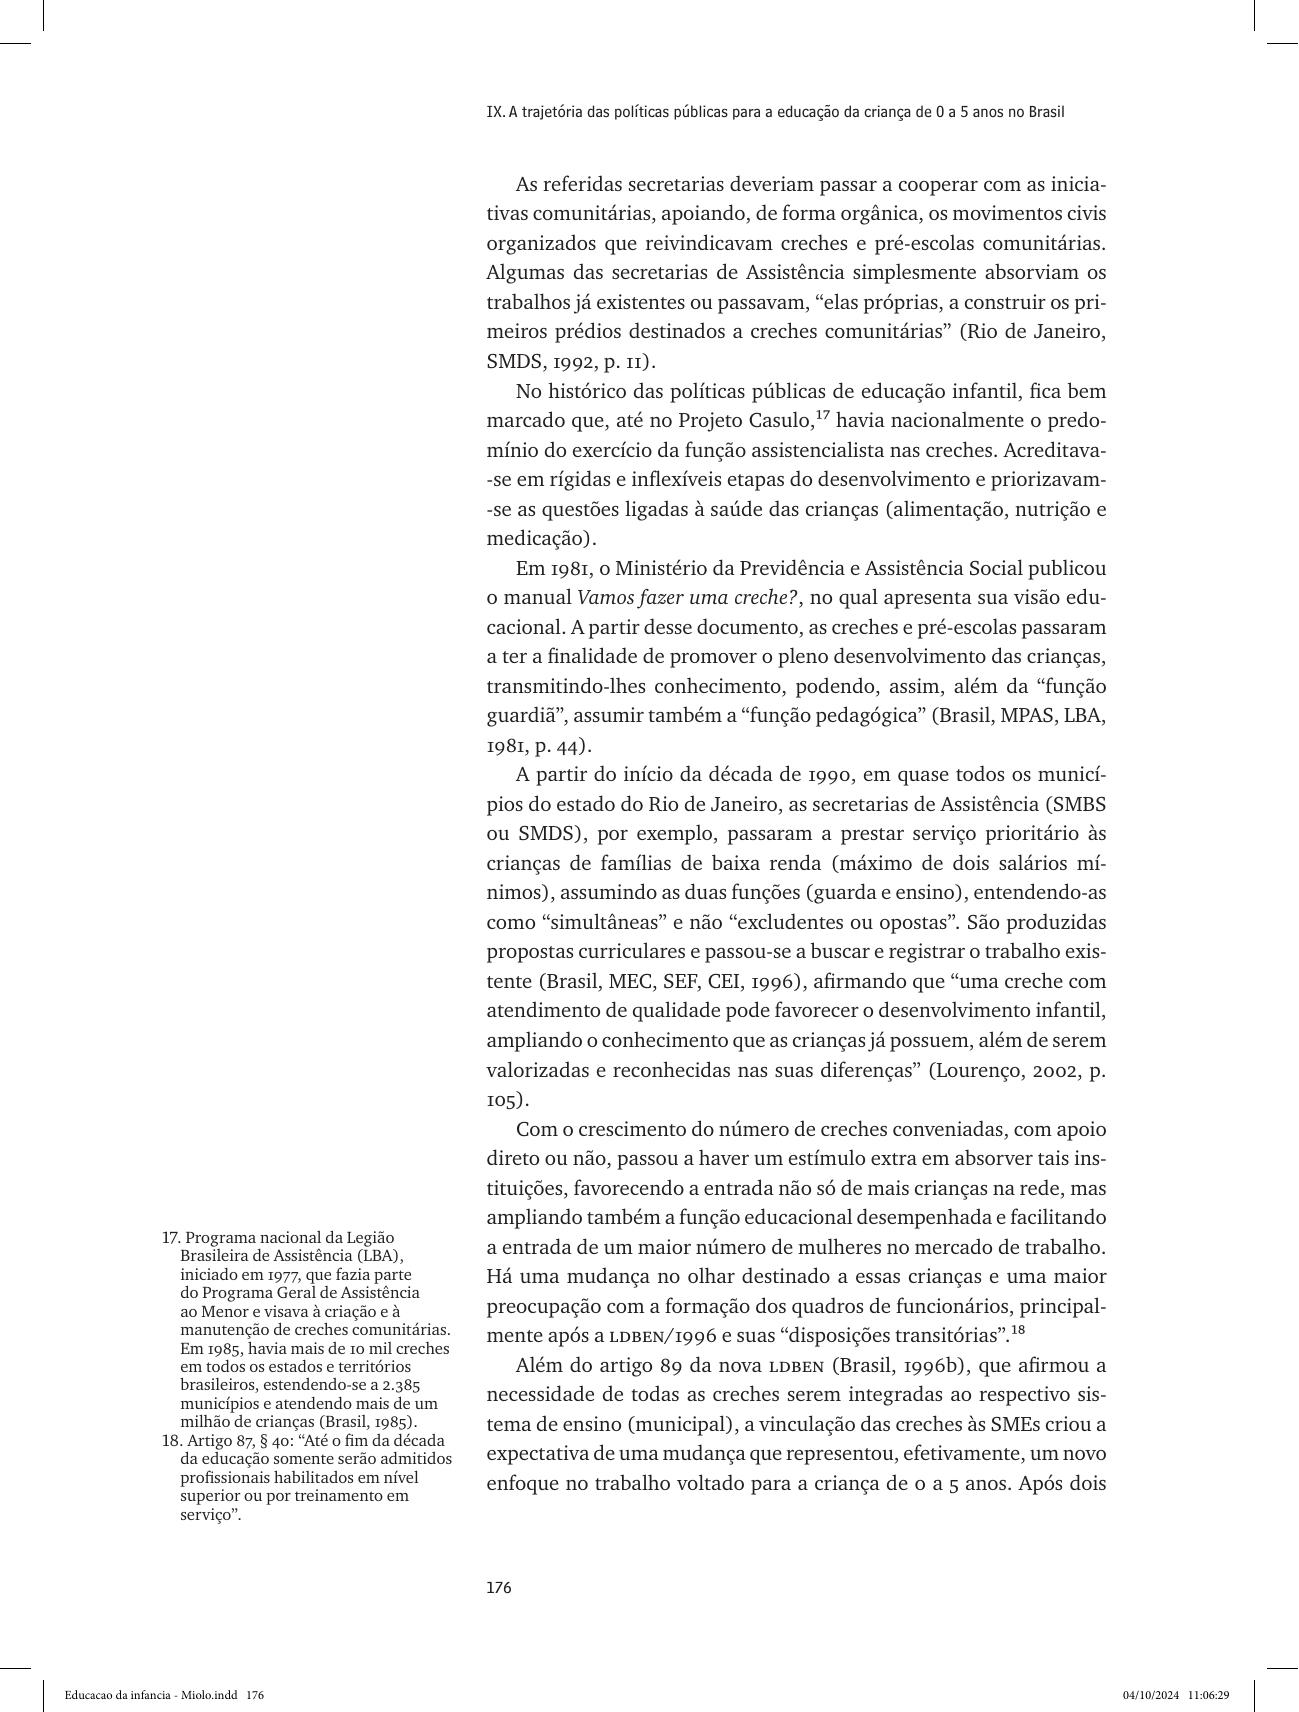 IX. A trajetória das políticas públicas para a educação da criança de 0 a 5 anos no Brasil
As referidas secretarias deveriam passar a cooperar com as inicia-
tivas comunitárias, apoiando, de forma orgânica, os movimentos civis
organizados que reivindicavam creches e pré-escolas comunitárias.
Algumas das secretarias de Assistência simplesmente absorviam os
trabalhos já existentes ou passavam, “elas próprias, a construir os pri-
meiros prédios destinados a creches comunitárias” (Rio de Janeiro,
SMDS, 1992, p. 11).
No histórico das políticas públicas de educação infantil, fica bem
marcado que, até no Projeto Casulo,¹⁷ havia nacionalmente o predo-
mínio do exercício da função assistencialista nas creches. Acreditava-
-se em rígidas e inflexíveis etapas do desenvolvimento e priorizavam-
-se as questões ligadas à saúde das crianças (alimentação, nutrição e
medicação).
Em 1981, o Ministério da Previdência e Assistência Social publicou
o manual Vamos fazer uma creche?, no qual apresenta sua visão edu-
cacional. A partir desse documento, as creches e pré-escolas passaram
a ter a finalidade de promover o pleno desenvolvimento das crianças,
transmitindo-lhes conhecimento, podendo, assim, além da “função
guardiã”, assumir também a “função pedagógica” (Brasil, MPAS, LBA,
1981, p. 44).
A partir do início da década de 1990, em quase todos os municí-
pios do estado do Rio de Janeiro, as secretarias de Assistência (SMBS
ou SMDS), por exemplo, passaram a prestar serviço prioritário às
crianças de famílias de baixa renda (máximo de dois salários mí-
nimos), assumindo as duas funções (guarda e ensino), entendendo-as
como “simultâneas” e não “excludentes ou opostas”. São produzidas
propostas curriculares e passou-se a buscar e registrar o trabalho exis-
tente (Brasil, MEC, SEF, CEI, 1996), afirmando que “uma creche com
atendimento de qualidade pode favorecer o desenvolvimento infantil,
ampliando o conhecimento que as crianças já possuem, além de serem
valorizadas e reconhecidas nas suas diferenças” (Lourenço, 2002, p.
105).
Com o crescimento do número de creches conveniadas, com apoio
direto ou não, passou a haver um estímulo extra em absorver tais ins-
tituições, favorecendo a entrada não só de mais crianças na rede, mas
ampliando também a função educacional desempenhada e facilitando
a entrada de um maior número de mulheres no mercado de trabalho.
Há uma mudança no olhar destinado a essas crianças e uma maior
preocupação com a formação dos quadros de funcionários, principal-
mente após a LDBEN/1996 e suas “disposições transitórias”.¹⁸
Além do artigo 89 da nova LDBEN (Brasil, 1996b), que afirmou a
necessidade de todas as creches serem integradas ao respectivo sis-
tema de ensino (municipal), a vinculação das creches às SMEs criou a
expectativa de uma mudança que representou, efetivamente, um novo
enfoque no trabalho voltado para a criança de 0 a 5 anos. Após dois
17. Programa nacional da Legião
Brasileira de Assistência (LBA),
iniciado em 1977, que fazia parte
do Programa Geral de Assistência
ao Menor e visava à criação e à
manutenção de creches comunitárias.
Em 1985, havia mais de 10 mil creches
em todos os estados e territórios
brasileiros, estendendo-se a 2.385
municípios e atendendo mais de um
milhão de crianças (Brasil, 1985).
18. Artigo 87, § 4o: “Até o fim da década
da educação somente serão admitidos
profissionais habilitados em nível
superior ou por treinamento em
serviço”.
176
Educacao da infancia - Miolo.indd 176
04/10/2024 11:06:29